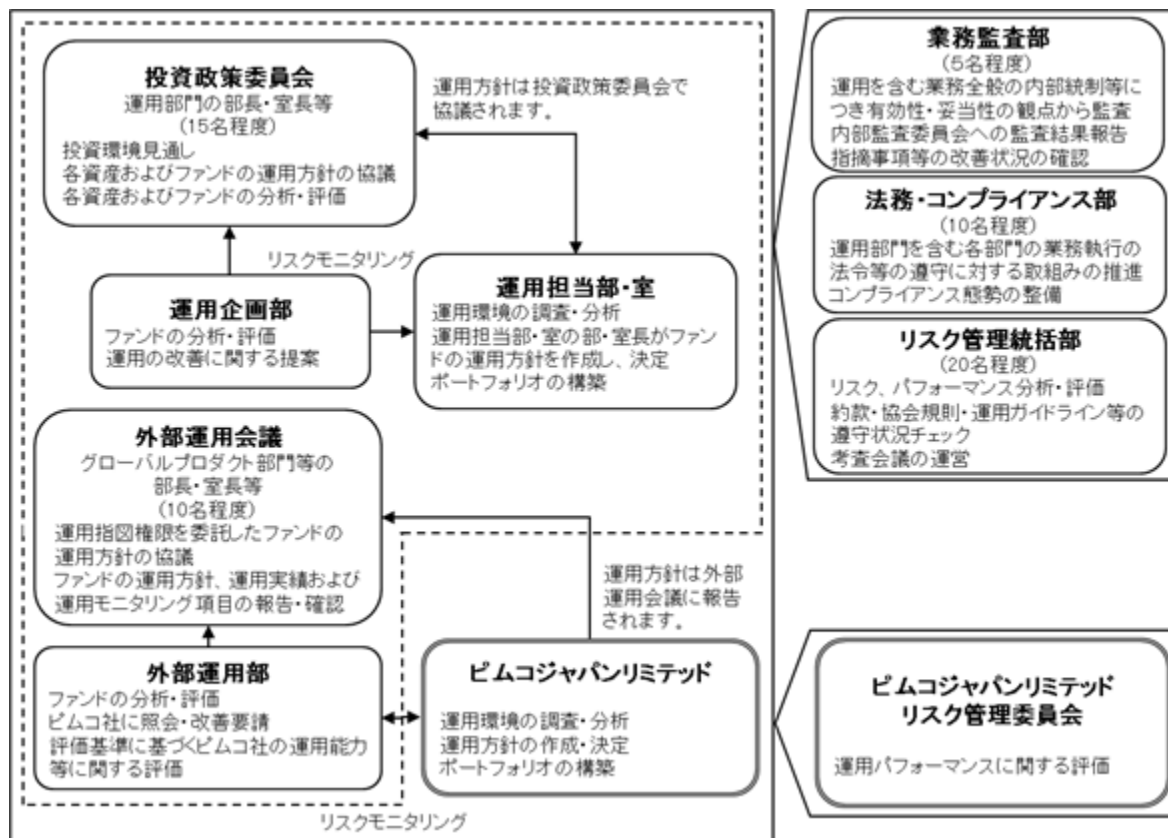 投資政策委員会
運用部門の部長・室長等
(15名程度)
投資環境見通し
各資産およびファンドの運用方針の協議
各資産およびファンドの分析・評価
運用方針は投資政策委員会で
協議されます。
リスクモニタリング
運用企画部
ファンドの分析・評価
運用の改善に関する提案
運用担当部・室
運用環境の調査・分析
運用担当部・室の部・室長がファン
ドの運用方針を作成し、決定
ポートフォリオの構築
外部運用会議
グローバルプロダクト部門等の
部長・室長等
(10名程度)
運用指図権限を委託したファンドの
運用方針の協議
ファンドの運用方針、運用実績および
運用モニタリング項目の報告・確認
運用方針は外部
運用会議に報告
されます。
外部運用部
ファンドの分析・評価
ピムコ社に照会・改善要請
評価基準に基づくピムコ社の運用能力
等に関する評価
ピムコジャパンリミテッド
運用環境の調査・分析
運用方針の作成・決定
ポートフォリオの構築
リスクモニタリング
業務監査部
(5名程度)
運用を含む業務全般の内部統制等に
つき有効性・妥当性の観点から監査
内部監査委員会への監査結果報告
指摘事項等の改善状況の確認
法務・コンプライアンス部
(10名程度)
運用部門を含む各部門の業務執行の
法令等の遵守に対する取組みの推進
コンプライアンス態勢の整備
リスク管理統括部
(20名程度)
リスク、パフォーマンス分析・評価
約款・協会規則・運用ガイドライン等の
遵守状況チェック
考査会議の運営
ピムコジャパンリミテッド
リスク管理委員会
運用パフォーマンスに関する評価